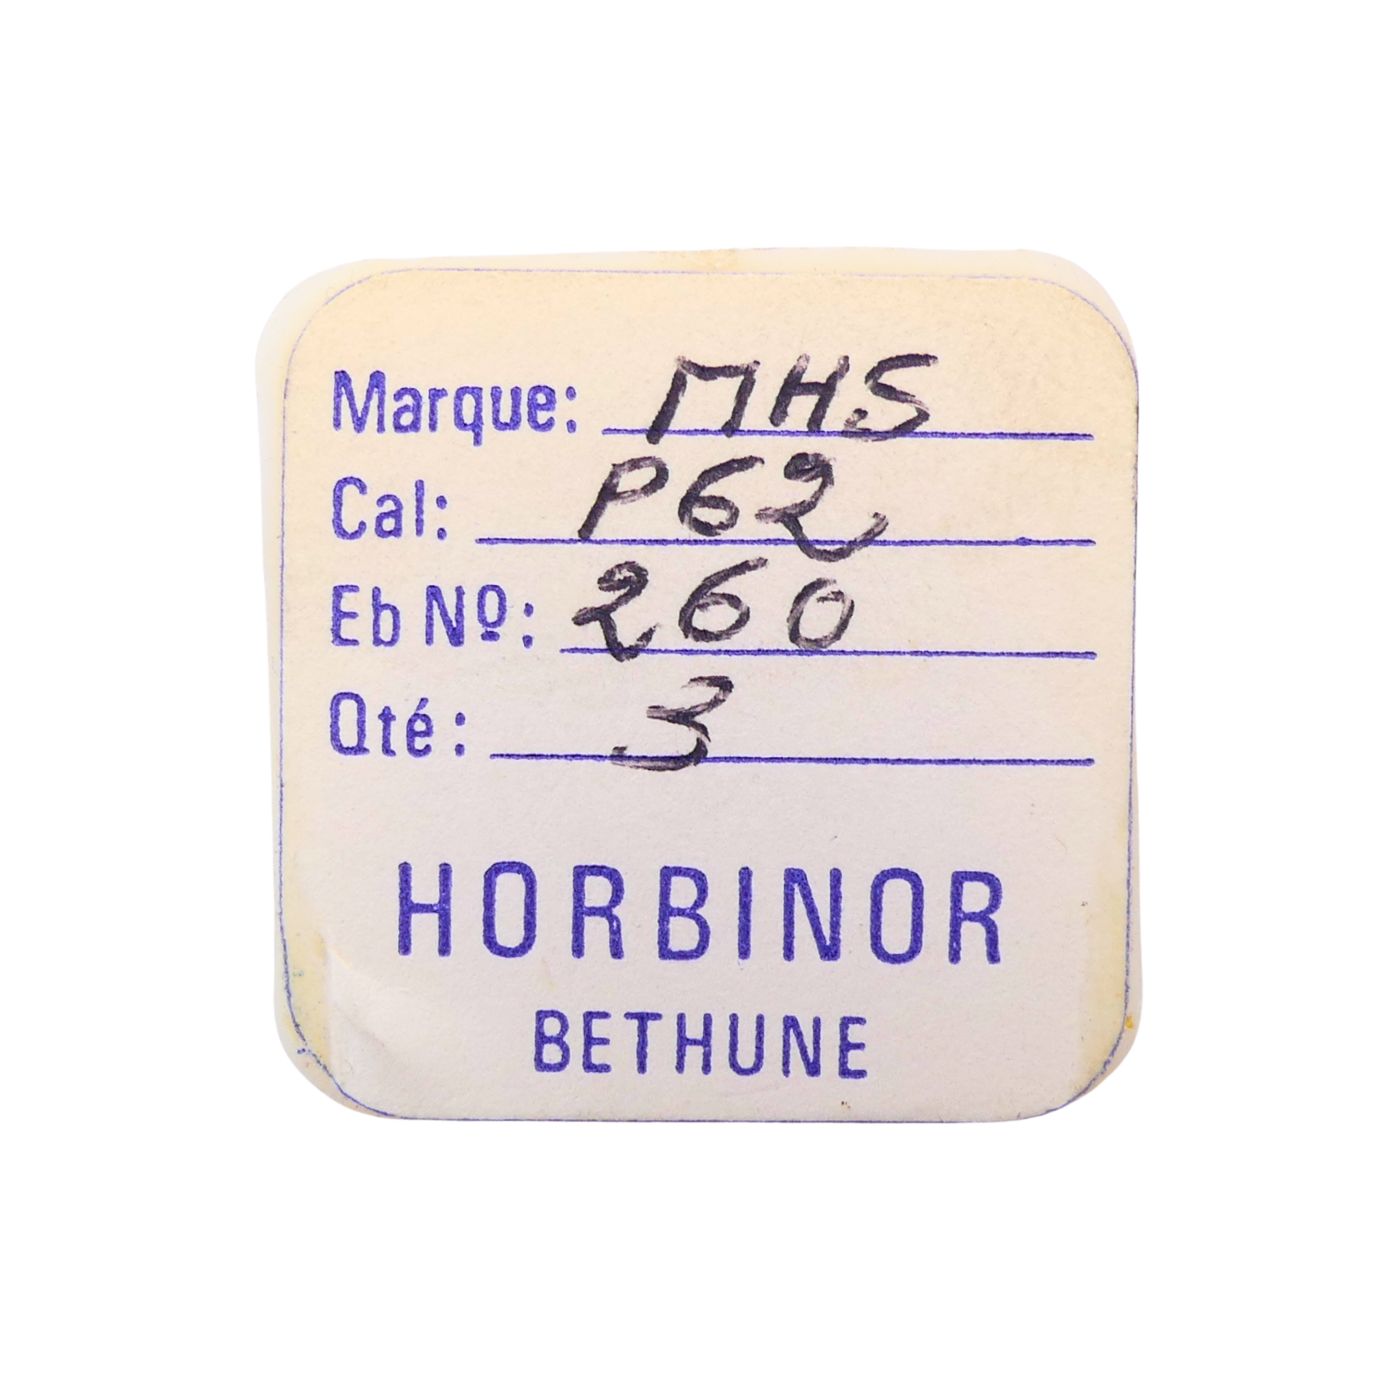 Marque: MHS
Cal: P62
Eb Nº: 260
Qté: 3
HORBINOR
BETHUNE